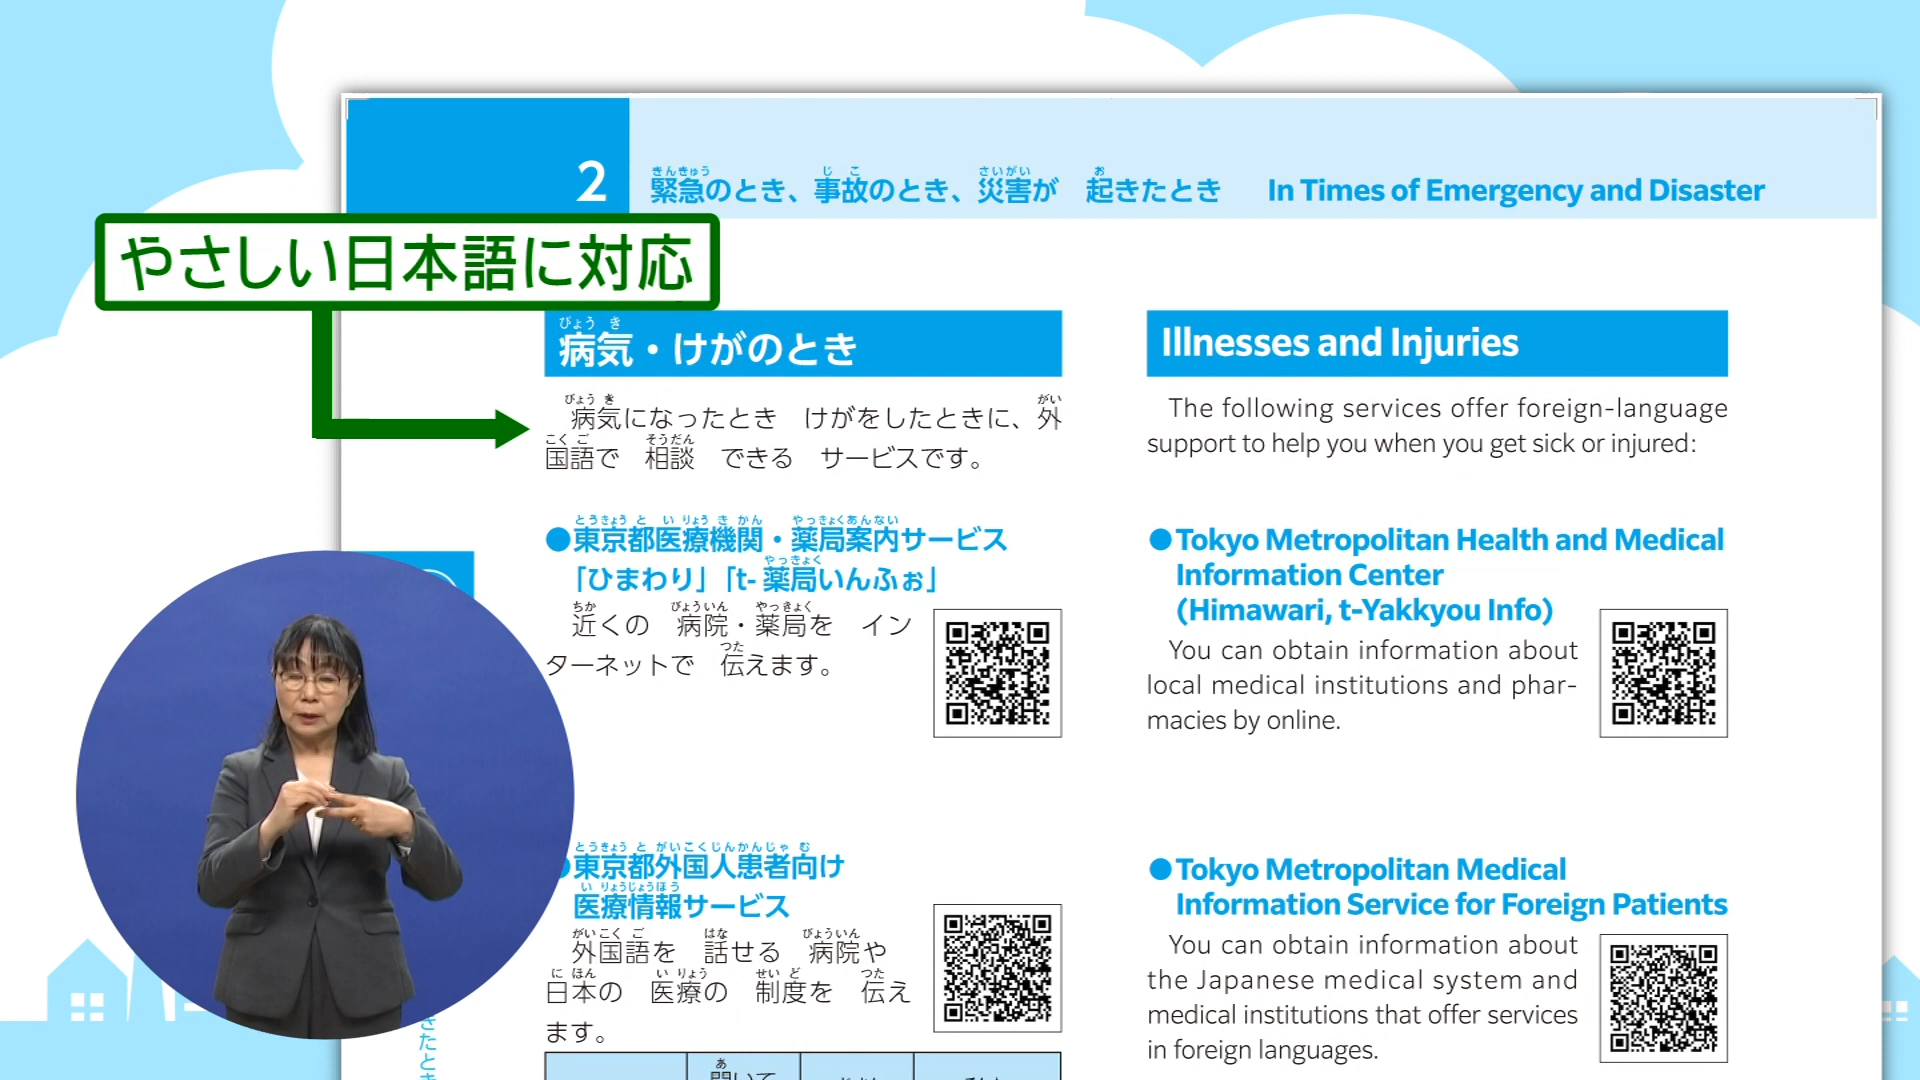 2
緊急のとき、事故のとき、災害が　起きたとき
In Times of Emergency and Disaster
やさしい日本語に対応
病気・けがのとき
病気になったとき　けがをしたときに、外
国語で　相談　できる　サービスです。
●東京都医療機関・薬局案内サービス
「ひまわり」「t-薬局いんふぉ」
近くの　病院・薬局を　イン
ターネットで　伝えます。
●東京都外国人患者向け
医療情報サービス
外国語を　話せる　病院や
日本の　医療の　制度を　伝え
ます。
Illnesses and Injuries
The following services offer foreign-language
support to help you when you get sick or injured:
●Tokyo Metropolitan Health and Medical
Information Center
(Himawari, t-Yakkyou Info)
You can obtain information about
local medical institutions and phar-
macies by online.
●Tokyo Metropolitan Medical
Information Service for Foreign Patients
You can obtain information about
the Japanese medical system and
medical institutions that offer services
in foreign languages.